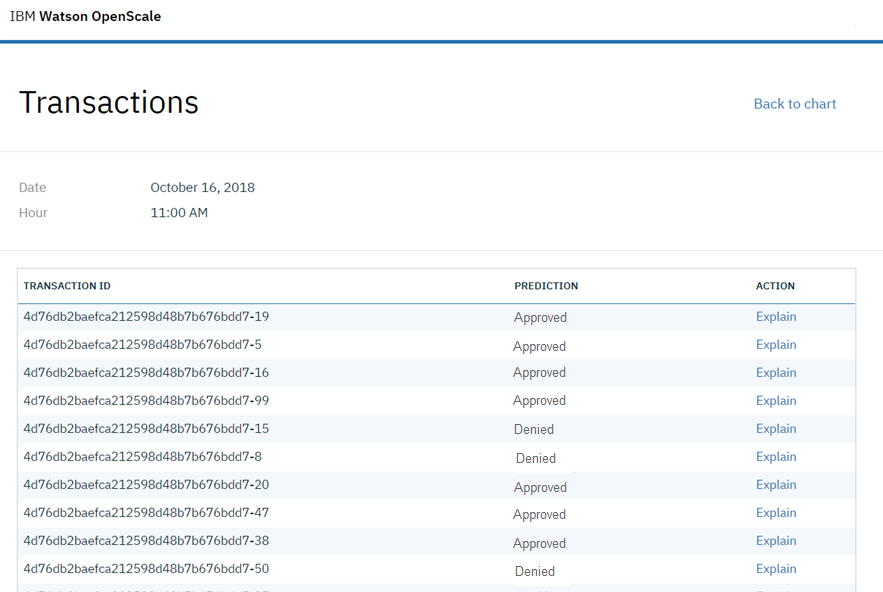 IBM Watson OpenScale
Transactions
Back to chart
Date October 16, 2018
Hour 11:00 AM
TRANSACTION ID PREDICTION ACTION
4d76db2baefca212598d48b7b676bdd7-19 Approved Explain
4d76db2baefca212598d48b7b676bdd7-5 Approved Explain
4d76db2baefca212598d48b7b676bdd7-16 Approved Explain
4d76db2baefca212598d48b7b676bdd7-99 Approved Explain
4d76db2baefca212598d48b7b676bdd7-15 Denied Explain
4d76db2baefca212598d48b7b676bdd7-8 Denied Explain
4d76db2baefca212598d48b7b676bdd7-20 Approved Explain
4d76db2baefca212598d48b7b676bdd7-47 Approved Explain
4d76db2baefca212598d48b7b676bdd7-38 Approved Explain
4d76db2baefca212598d48b7b676bdd7-50 Denied Explain